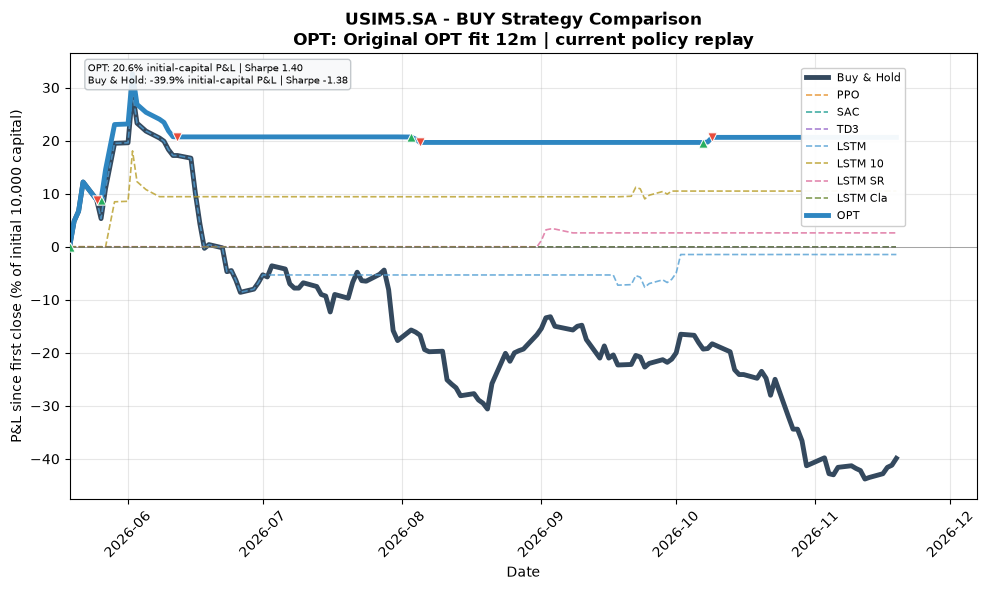 USIM5.SA - BUY Strategy Comparison
OPT: Original OPT fit 12m | current policy replay
OPT: 20.6% initial-capital P&L | Sharpe 1.40
Buy & Hold: -39.9% initial-capital P&L | Sharpe -1.38
Buy & Hold
PPO
SAC
TD3
LSTM
LSTM 10
LSTM SR
LSTM Cla
OPT
P&L since first close (% of initial 10,000 capital)
30
20
10
0
−10
−20
−30
−40
2026-06
2026-07
2026-08
2026-09
2026-10
2026-11
2026-12
Date